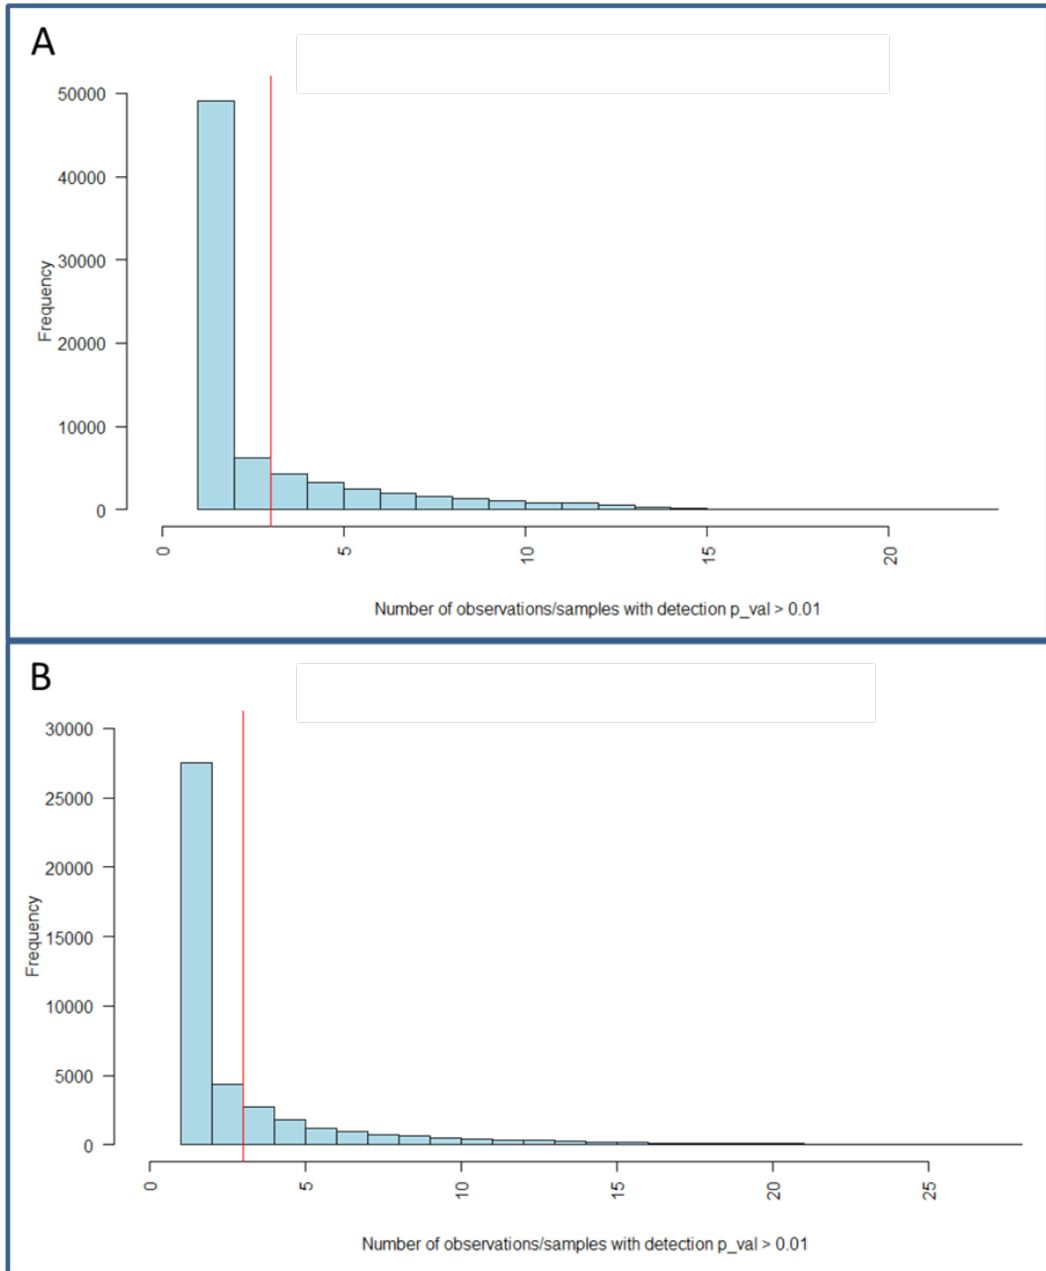 A
50000
40000
30000
20000
10000
0
Frequency
0 5 10 15 20
Number of observations/samples with detection p_val > 0.01
B
30000
25000
20000
15000
10000
5000
0
Frequency
0 5 10 15 20 25
Number of observations/samples with detection p_val > 0.01